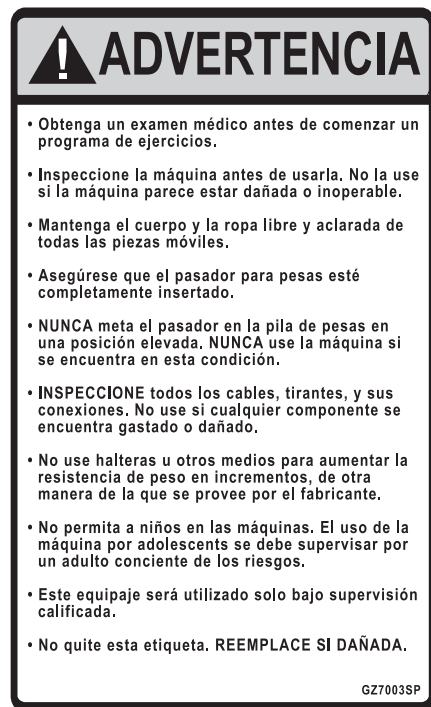 ADVERTENCIA
• Obtenga un examen médico antes de comenzar un
programa de ejercicios.
• Inspeccione la máquina antes de usarla. No la use
si la máquina parece estar dañada o inoperable.
• Mantenga el cuerpo y la ropa libre y aclarada de
todas las piezas móviles.
• Asegúrese que el pasador para pesas esté
completamente insertado.
• NUNCA meta el pasador en la pila de pesas en
una posición elevada. NUNCA use la máquina si
se encuentra en esta condición.
• INSPECCIONE todos los cables, tirantes, y sus
conexiones. No use si cualquier componente se
encuentra gastado o dañado.
• No use halteras u otros medios para aumentar la
resistencia de peso en incrementos, de otra
manera de la que se provee por el fabricante.
• No permita a niños en las máquinas. El uso de la
máquina por adolescents se debe supervisar por
un adulto conciente de los riesgos.
• Este equipaje será utilizado solo bajo supervisión
calificada.
• No quite esta etiqueta. REEMPLACE SI DAÑADA.
GZ7003SP